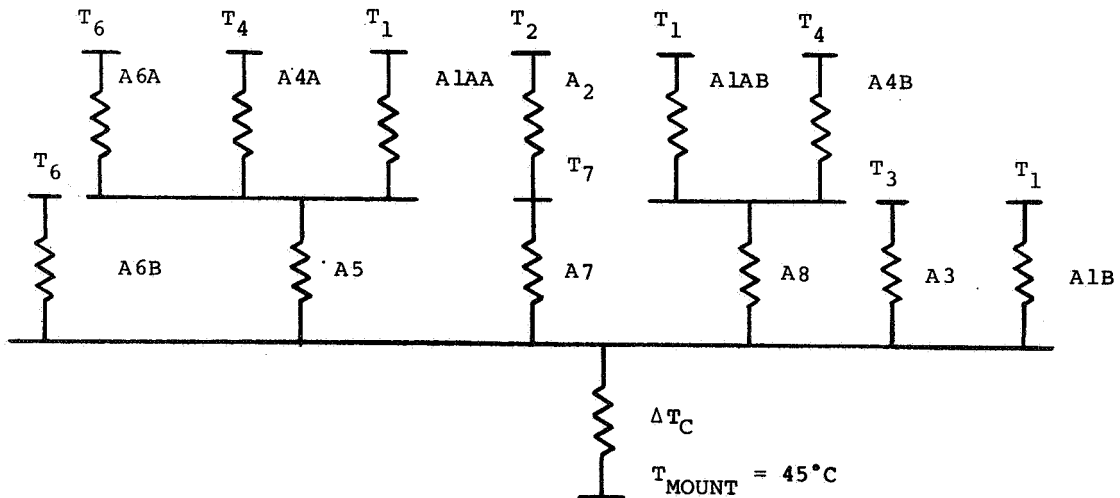 T6 T4 T1 T2 T1 T4
A6A A4A A1AA A2 A1AB A4B
T6 T7 T3 T1
A6B A5 A7 A8 A3 A1B
ΔTC
TMOUNT = 45°C